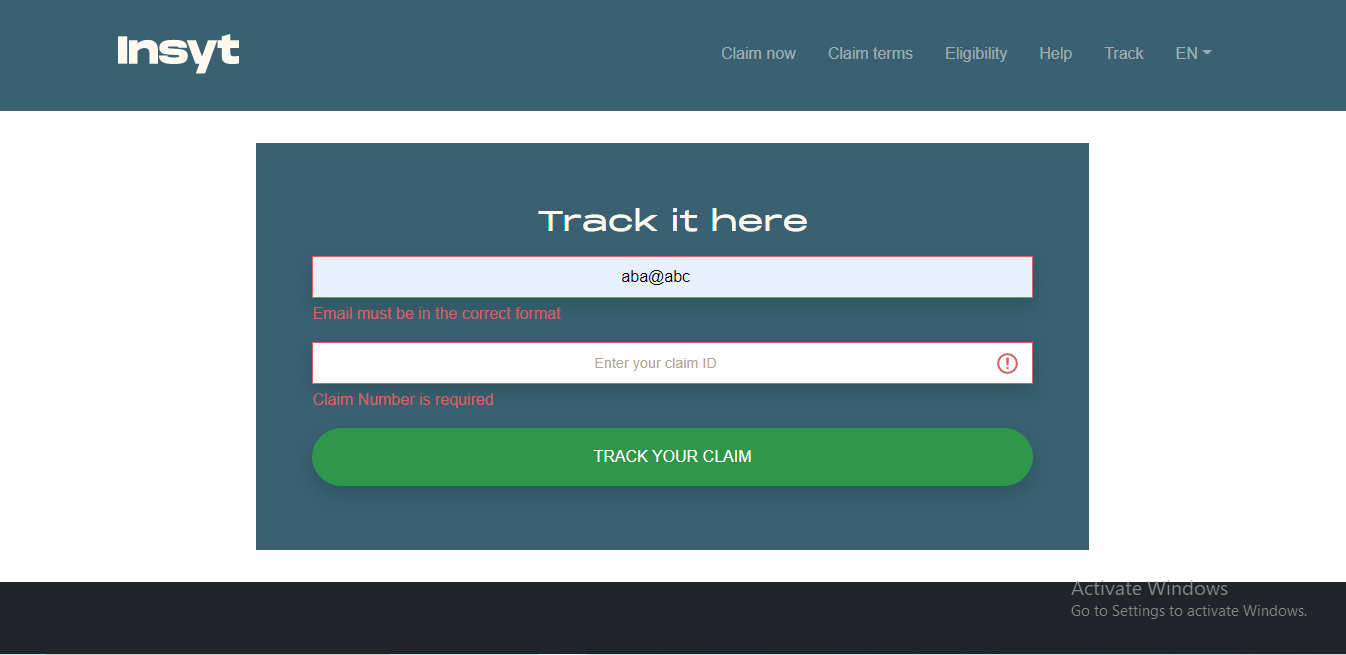 Insyt
Claim now Claim terms Eligibility Help Track EN
Track it here
aba@abc
Email must be in the correct format
Enter your claim ID
Claim Number is required
TRACK YOUR CLAIM
Activate Windows
Go to Settings to activate Windows.